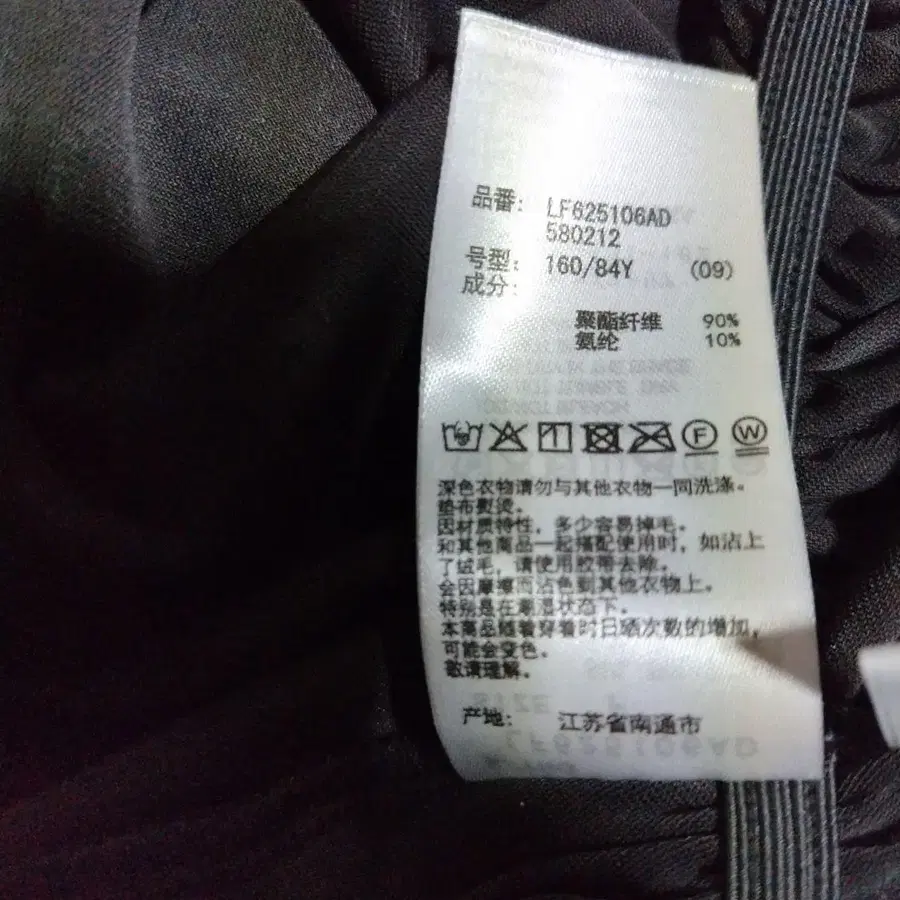 品番: LF625106AD
580212
号型: 160/84Y (09)
成分:
聚酯纤维 90%
氨纶 10%
F W
深色衣物请勿与其他衣物一同洗涤。
垫布熨烫。
因材质特性，多少容易掉毛。
和其他商品一起搭配使用时，如沾上
了绒毛，请使用胶带去除。
会因摩擦而沾色到其他衣物上。
特别是在潮湿状态下。
本商品随着穿着时日晒次数的增加，
可能会变色。
敬请理解。
产地: 江苏省南通市